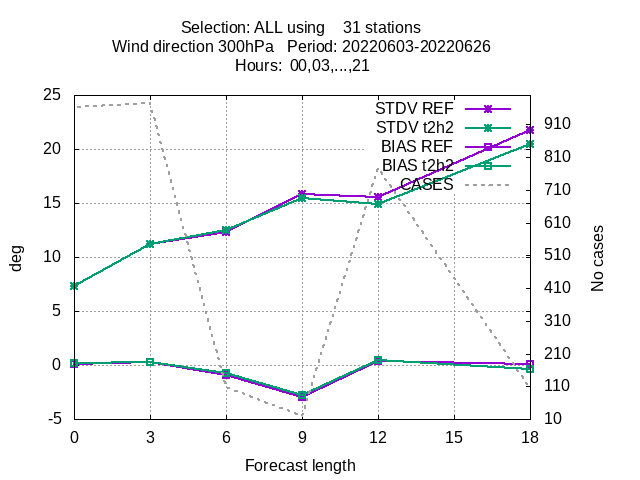 Selection: ALL using    31 stations
Wind direction 300hPa   Period: 20220603-20220626
Hours:  00,03,...,21
STDV REF
STDV t2h2
BIAS REF
BIAS t2h2
CASES
25
20
15
10
5
0
-5
deg
910
810
710
610
510
410
310
210
110
10
No cases
0 3 6 9 12 15 18
Forecast length